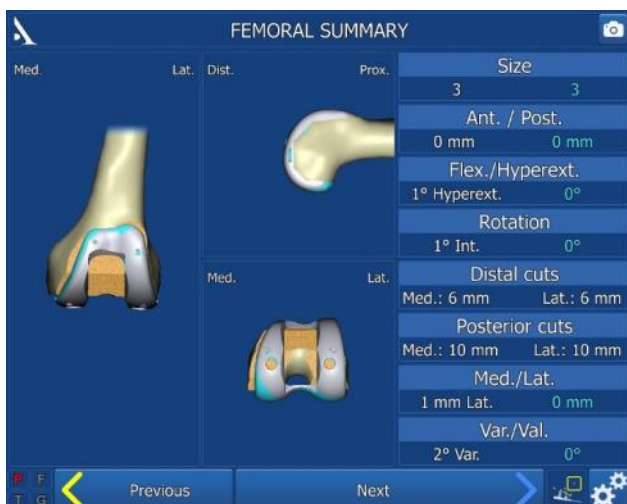 FEMORAL SUMMARY
Med. Lat. Dist. Prox.
Size
3 3
Ant. / Post.
0 mm 0 mm
Flex./Hyperext.
1° Hyperext. 0°
Rotation
1° Int. 0°
Med. Lat.
Distal cuts
Med.: 6 mm Lat.: 6 mm
Posterior cuts
Med.: 10 mm Lat.: 10 mm
Med./Lat.
1 mm Lat. 0 mm
Var./Val.
2° Var. 0°
P F
T G
Previous Next